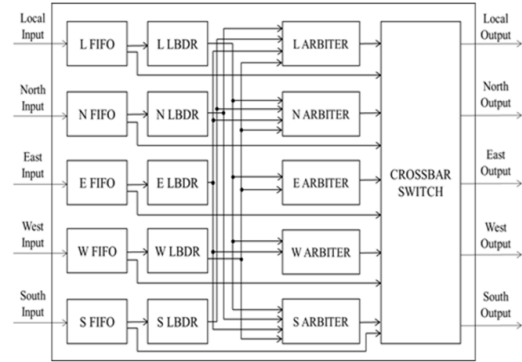 Local
Input
L FIFO
L LBDR
L ARBITER
Local
Output
North
Input
N FIFO
N LBDR
N ARBITER
North
Output
East
Input
E FIFO
E LBDR
E ARBITER
CROSSBAR
SWITCH
East
Output
West
Input
W FIFO
W LBDR
W ARBITER
West
Output
South
Input
S FIFO
S LBDR
S ARBITER
South
Output